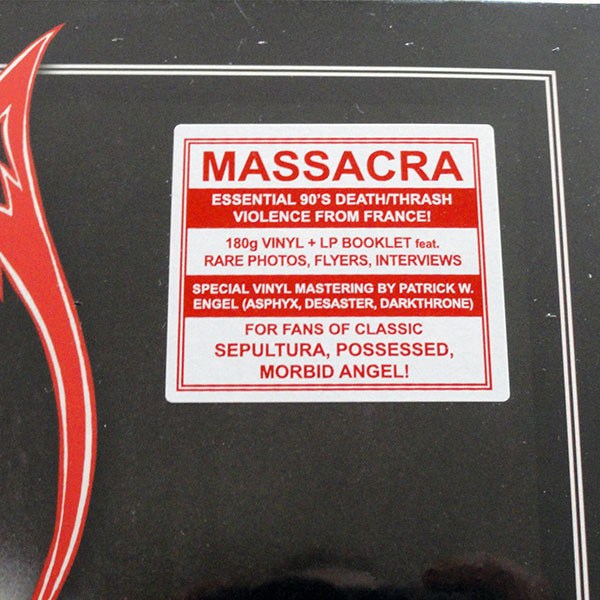 MASSACRA
ESSENTIAL 90'S DEATH/THRASH
VIOLENCE FROM FRANCE!
180g VINYL + LP BOOKLET feat.
RARE PHOTOS, FLYERS, INTERVIEWS
SPECIAL VINYL MASTERING BY PATRICK W.
ENGEL (ASPHYX, DESASTER, DARKTHRONE)
FOR FANS OF CLASSIC
SEPULTURA, POSSESSED,
MORBID ANGEL!